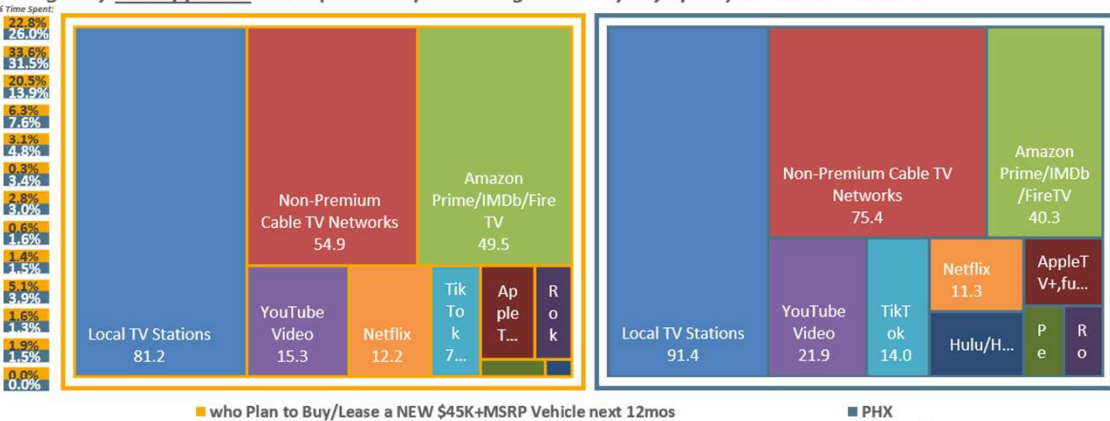 % Time Spent:
22.8%
26.0%
33.6%
31.5%
20.5%
13.9%
6.3%
7.6%
3.1%
4.8%
0.3%
3.4%
2.8%
3.0%
0.6%
1.6%
1.4%
1.5%
5.1%
3.9%
1.6%
1.3%
1.9%
1.5%
0.0%
0.0%
Local TV Stations
81.2
Non-Premium
Cable TV Networks
54.9
Amazon
Prime/IMDb/Fire
TV
49.5
YouTube
Video
15.3
Netflix
12.2
Tik
To
k
7...
Ap
ple
T...
R
o
k
Local TV Stations
91.4
Non-Premium Cable TV
Networks
75.4
Amazon
Prime/IMDb
/FireTV
40.3
YouTube
Video
21.9
TikT
ok
14.0
Netflix
11.3
Hulu/H...
AppleT
V+,fu...
P
e
R
o
who Plan to Buy/Lease a NEW $45K+MSRP Vehicle next 12mos
PHX